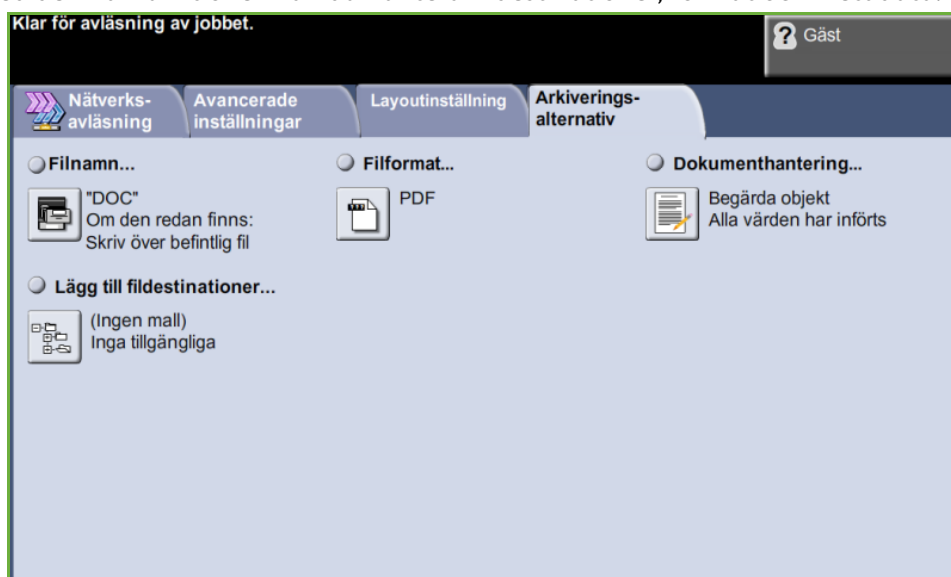 Klar för avläsning av jobbet.
? Gäst
Nätverks-
avläsning
Avancerade
inställningar
Layoutinställning
Arkiverings-
alternativ
Filnamn...
"DOC"
Om den redan finns:
Skriv över befintlig fil
Filformat...
PDF
Dokumenthantering...
Begärda objekt
Alla värden har införts
Lägg till fildestinationer...
(Ingen mall)
Inga tillgängliga